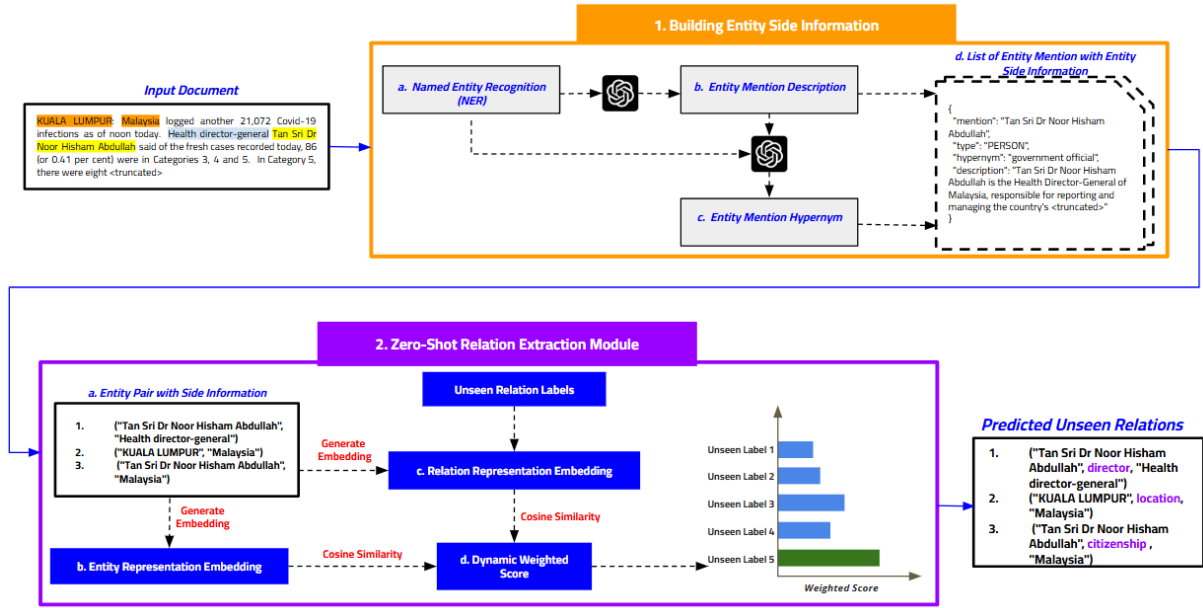 1. Building Entity Side Information
Input Document
KUALA LUMPUR: Malaysia logged another 21,072 Covid-19
infections as of noon today. Health director-general Tan Sri Dr
Noor Hisham Abdullah said of the fresh cases recorded today, 86
(or 0.41 per cent) were in Categories 3, 4 and 5. In Category 5,
there were eight <truncated>
a. Named Entity Recognition
(NER)
b. Entity Mention Description
c. Entity Mention Hypernym
d. List of Entity Mention with Entity
Side Information
{
"mention": "Tan Sri Dr Noor Hisham
Abdullah",
"type": "PERSON",
"hypernym": "government official",
"description": "Tan Sri Dr Noor Hisham
Abdullah is the Health Director-General of
Malaysia, responsible for reporting and
managing the country's <truncated>"
}
2. Zero-Shot Relation Extraction Module
a. Entity Pair with Side Information
1. ("Tan Sri Dr Noor Hisham Abdullah",
"Health director-general")
2. ("KUALA LUMPUR", "Malaysia")
3. ("Tan Sri Dr Noor Hisham Abdullah",
"Malaysia")
Generate
Embedding
b. Entity Representation Embedding
Generate
Embedding
Unseen Relation Labels
c. Relation Representation Embedding
Cosine Similarity
Cosine Similarity
d. Dynamic Weighted
Score
Unseen Label 1
Unseen Label 2
Unseen Label 3
Unseen Label 4
Unseen Label 5
Weighted Score
Predicted Unseen Relations
1. ("Tan Sri Dr Noor Hisham
Abdullah", director, "Health
director-general")
2. ("KUALA LUMPUR", location,
"Malaysia")
3. ("Tan Sri Dr Noor Hisham
Abdullah", citizenship ,
"Malaysia")